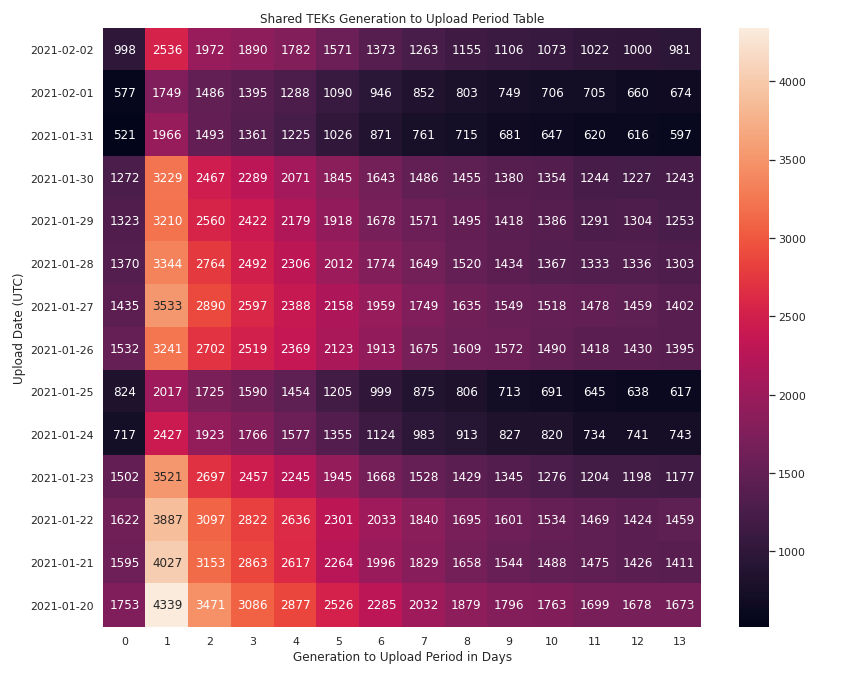 Shared TEKs Generation to Upload Period Table
2021-02-02 998 2536 1972 1890 1782 1571 1373 1263 1155 1106 1073 1022 1000 981
2021-02-01 577 1749 1486 1395 1288 1090 946 852 803 749 706 705 660 674
2021-01-31 521 1966 1493 1361 1225 1026 871 761 715 681 647 620 616 597
2021-01-30 1272 3229 2467 2289 2071 1845 1643 1486 1455 1380 1354 1244 1227 1243
2021-01-29 1323 3210 2560 2422 2179 1918 1678 1571 1495 1418 1386 1291 1304 1253
2021-01-28 1370 3344 2764 2492 2306 2012 1774 1649 1520 1434 1367 1333 1336 1303
2021-01-27 1435 3533 2890 2597 2388 2158 1959 1749 1635 1549 1518 1478 1459 1402
2021-01-26 1532 3241 2702 2519 2369 2123 1913 1675 1609 1572 1490 1418 1430 1395
2021-01-25 824 2017 1725 1590 1454 1205 999 875 806 713 691 645 638 617
2021-01-24 717 2427 1923 1766 1577 1355 1124 983 913 827 820 734 741 743
2021-01-23 1502 3521 2697 2457 2245 1945 1668 1528 1429 1345 1276 1204 1198 1177
2021-01-22 1622 3887 3097 2822 2636 2301 2033 1840 1695 1601 1534 1469 1424 1459
2021-01-21 1595 4027 3153 2863 2617 2264 1996 1829 1658 1544 1488 1475 1426 1411
2021-01-20 1753 4339 3471 3086 2877 2526 2285 2032 1879 1796 1763 1699 1678 1673
0 1 2 3 4 5 6 7 8 9 10 11 12 13
Generation to Upload Period in Days
Upload Date (UTC)
4000
3500
3000
2500
2000
1500
1000